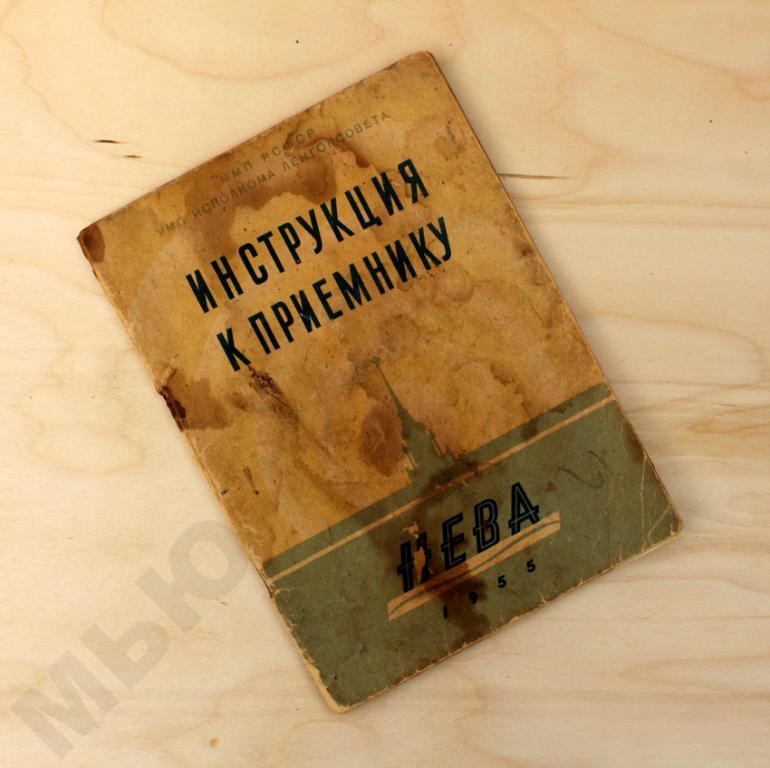 ММП РСФСР
УМП ИСПОЛКОМА ЛЕНГОРСОВЕТА
ИНСТРУКЦИЯ
К ПРИЕМНИКУ
НЕВА
1955
МЬЮ